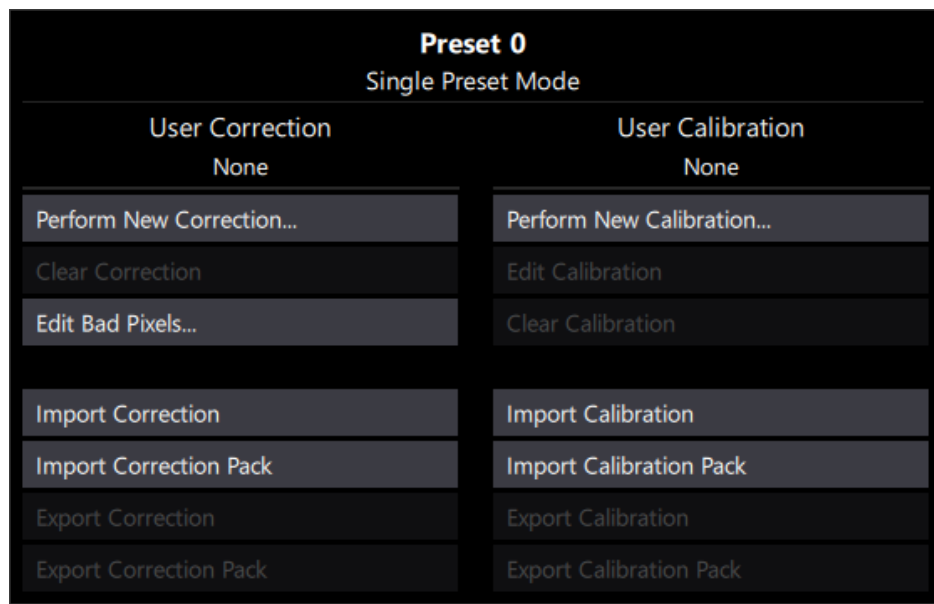 Preset 0
Single Preset Mode
User Correction
None
Perform New Correction...
Clear Correction
Edit Bad Pixels...
Import Correction
Import Correction Pack
Export Correction
Export Correction Pack
User Calibration
None
Perform New Calibration...
Edit Calibration
Clear Calibration
Import Calibration
Import Calibration Pack
Export Calibration
Export Calibration Pack